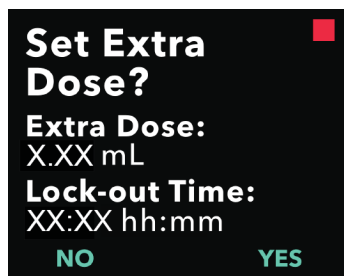 Set Extra
Dose?
Extra Dose:
X.XX mL
Lock-out Time:
XX:XX hh:mm
NO YES